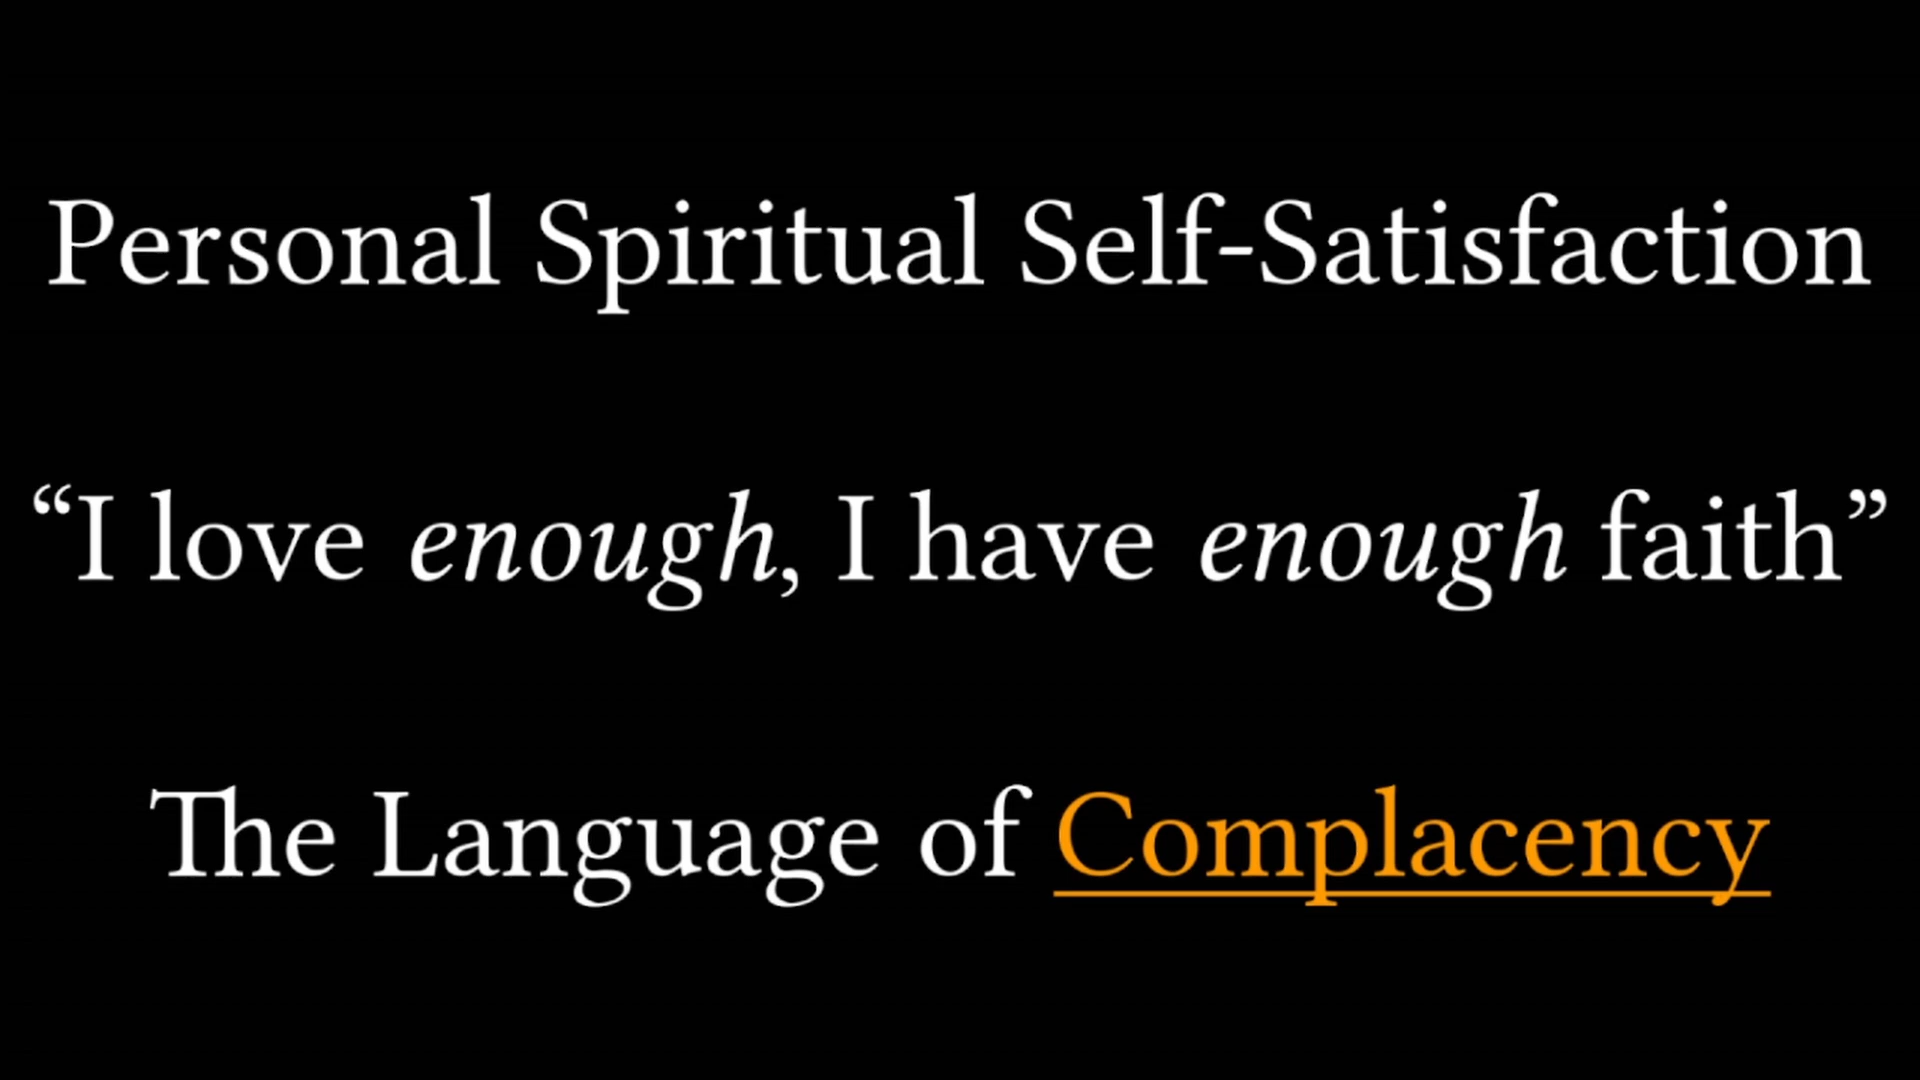 Personal Spiritual Self-Satisfaction
“I love enough, I have enough faith”
The Language of Complacency